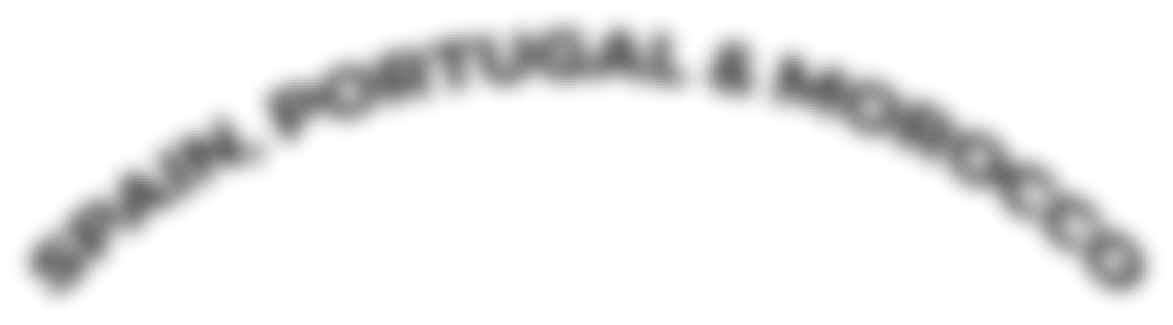 SPAIN, PORTUGAL & MOROCCO